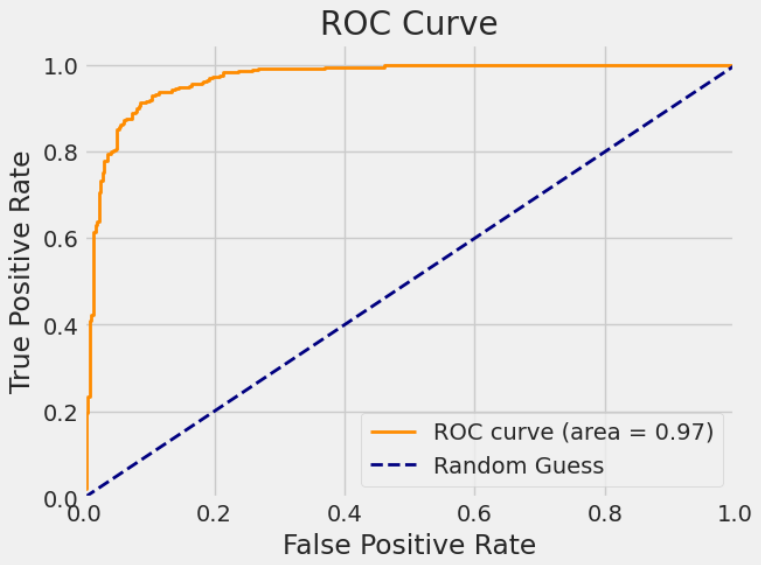 ROC Curve
True Positive Rate
1.0
0.8
0.6
0.4
0.2
0.0
ROC curve (area = 0.97)
Random Guess
0.0 0.2 0.4 0.6 0.8 1.0
False Positive Rate